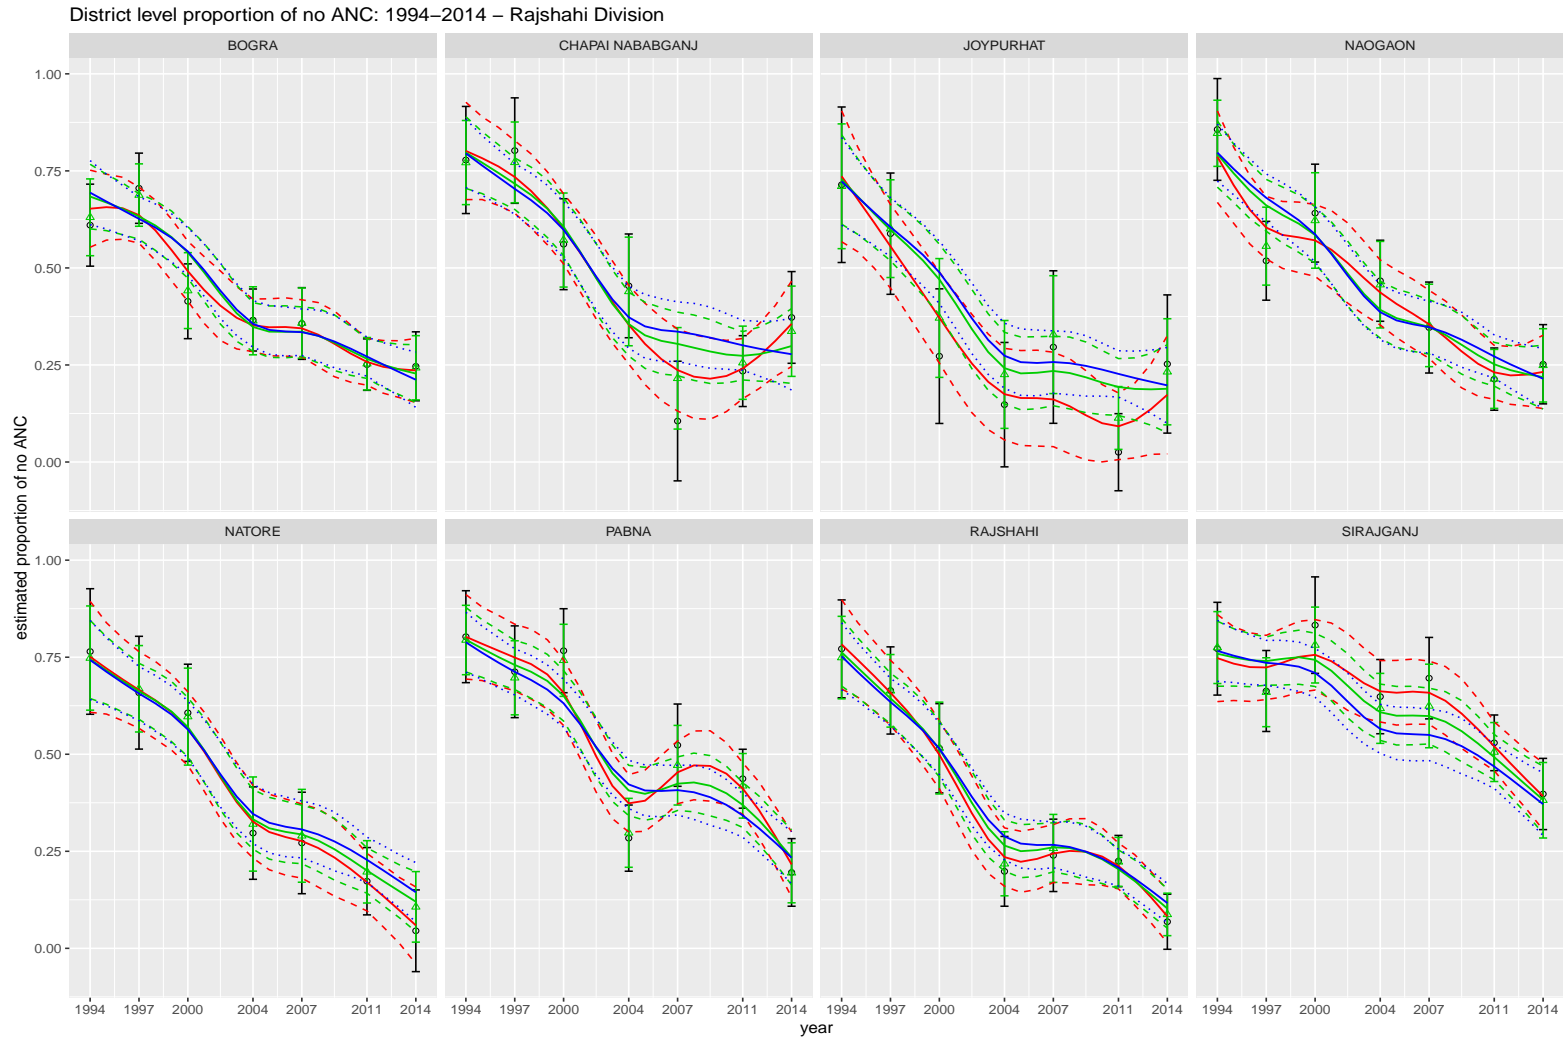 District level proportion of no ANC: 1994–2014 – Rajshahi Division
BOGRA CHAPAI NABABGANJ JOYPURHAT NAOGAON
1.00
0.75
0.50
0.25
0.00
estimated proportion of no ANC
NATORE PABNA RAJSHAHI SIRAJGANJ
1.00
0.75
0.50
0.25
0.00
1994 1997 2000 2004 2007 2011 2014 1994 1997 2000 2004 2007 2011 2014 1994 1997 2000 2004 2007 2011 2014 1994 1997 2000 2004 2007 2011 2014
year